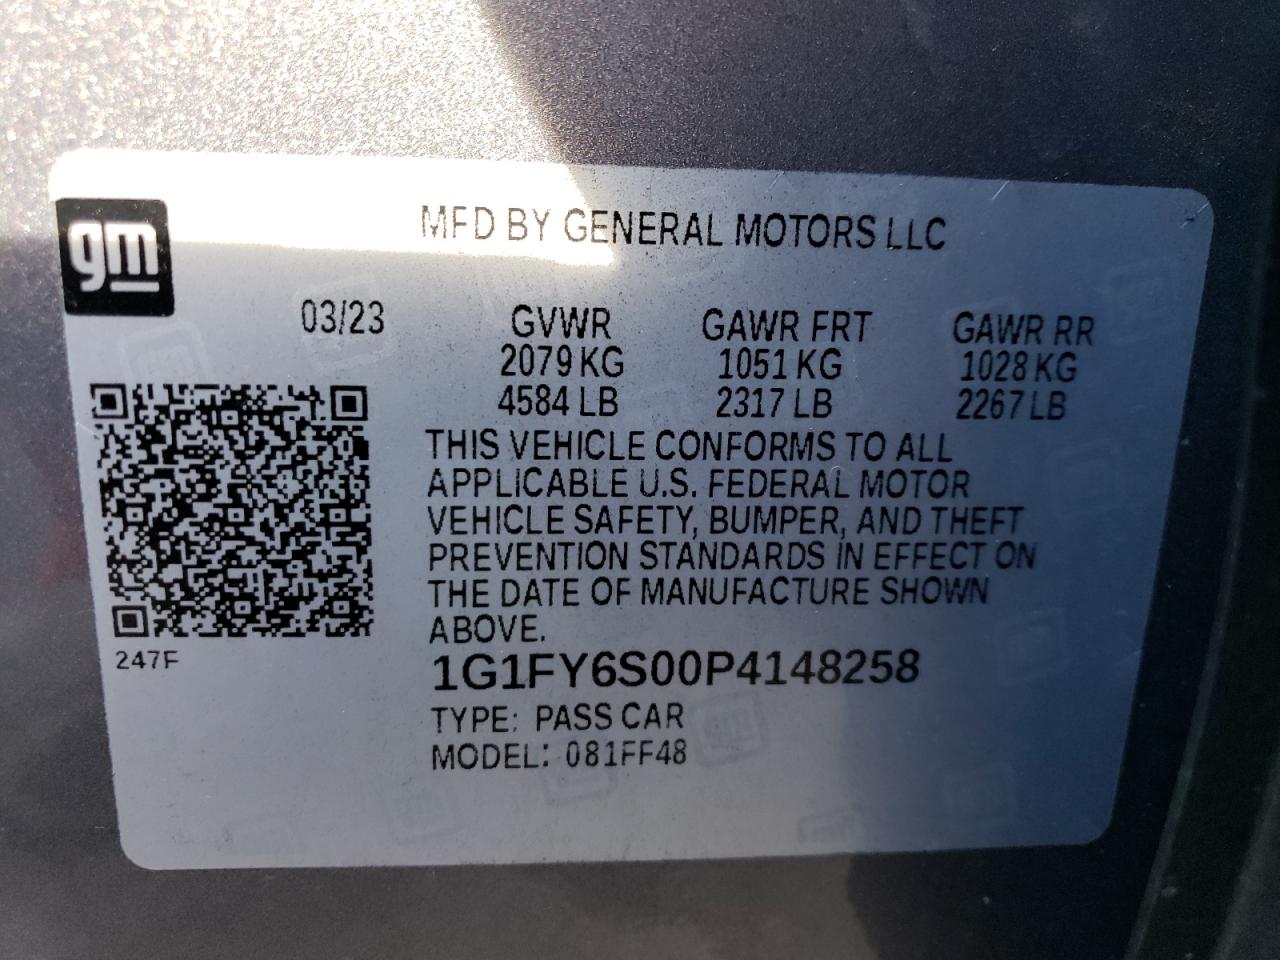 gm
MFD BY GENERAL MOTORS LLC
03/23 GVWR GAWR FRT GAWR RR
2079 KG 1051 KG 1028 KG
4584 LB 2317 LB 2267 LB
THIS VEHICLE CONFORMS TO ALL
APPLICABLE U.S. FEDERAL MOTOR
VEHICLE SAFETY, BUMPER, AND THEFT
PREVENTION STANDARDS IN EFFECT ON
THE DATE OF MANUFACTURE SHOWN
ABOVE.
247F
1G1FY6S00P4148258
TYPE: PASS CAR
MODEL: 081FF48